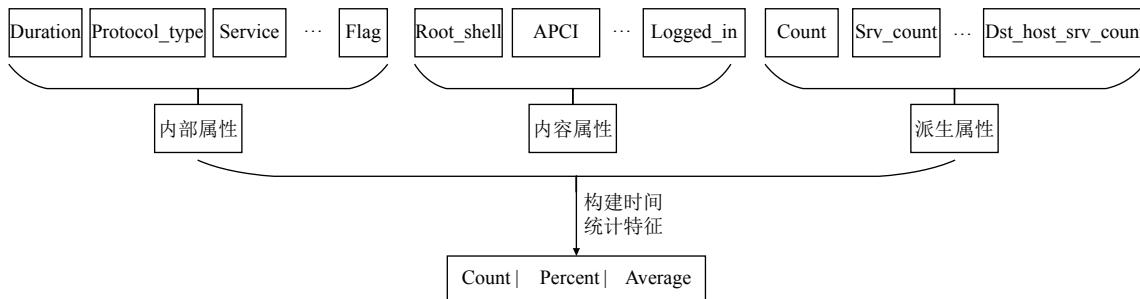 Duration Protocol_type Service … Flag Root_shell APCI … Logged_in Count Srv_count … Dst_host_srv_count
内部属性 内容属性 派生属性
构建时间
统计特征
Count| Percent| Average